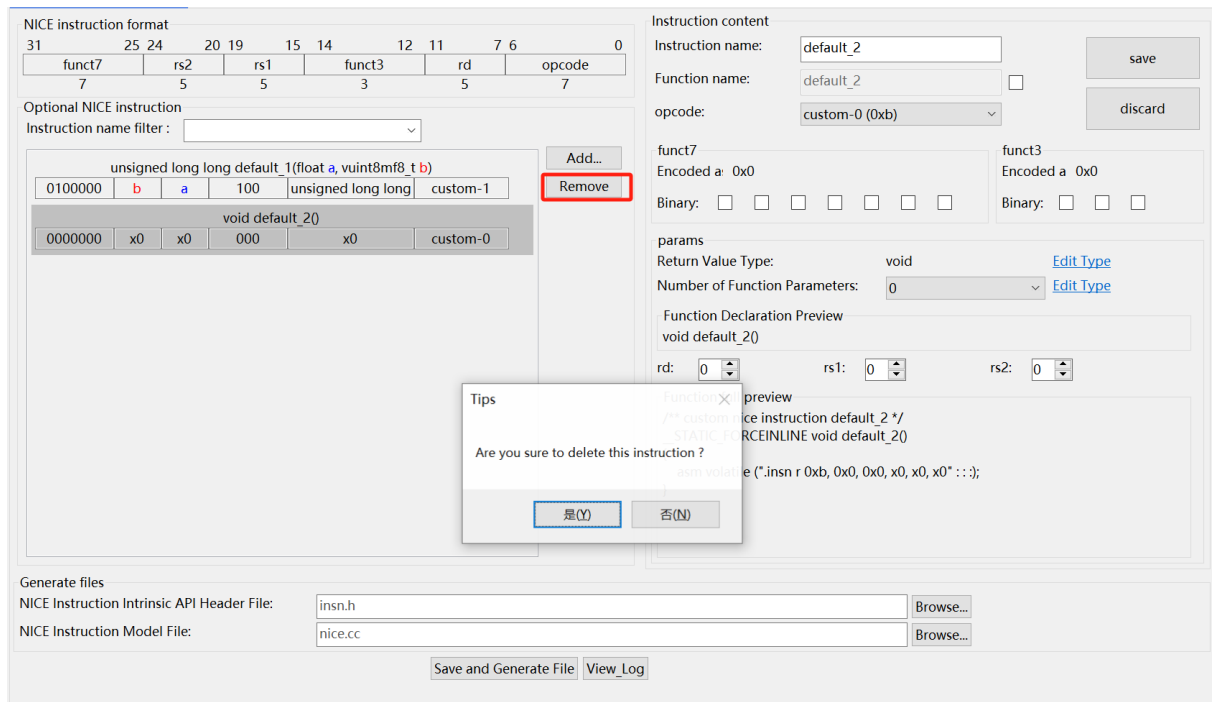 NICE instruction format
31 25 24 20 19 15 14 12 11 7 6 0
funct7 rs2 rs1 funct3 rd opcode
7 5 5 3 5 7
Optional NICE instruction
Instruction name filter :
unsigned long long default_1(float a, vuint8mf8_t b)
0100000 b a 100 unsigned long long custom-1
void default_2()
0000000 x0 x0 000 x0 custom-0
Add...
Remove
Instruction content
Instruction name: default_2
Function name: default_2
opcode: custom-0 (0xb)
save
discard
funct7
Encoded a: 0x0
Binary:
funct3
Encoded a 0x0
Binary:
params
Return Value Type: void Edit Type
Number of Function Parameters: 0 Edit Type
Function Declaration Preview
void default_2()
rd: 0 rs1: 0 rs2: 0
preview
/** custom nice instruction default_2 */
__STATIC_FORCEINLINE void default_2()
asm volatile (".insn r 0xb, 0x0, 0x0, x0, x0, x0" : : :);
Tips
Are you sure to delete this instruction ?
是(Y) 否(N)
Generate files
NICE Instruction Intrinsic API Header File: insn.h Browse...
NICE Instruction Model File: nice.cc Browse...
Save and Generate File View_Log